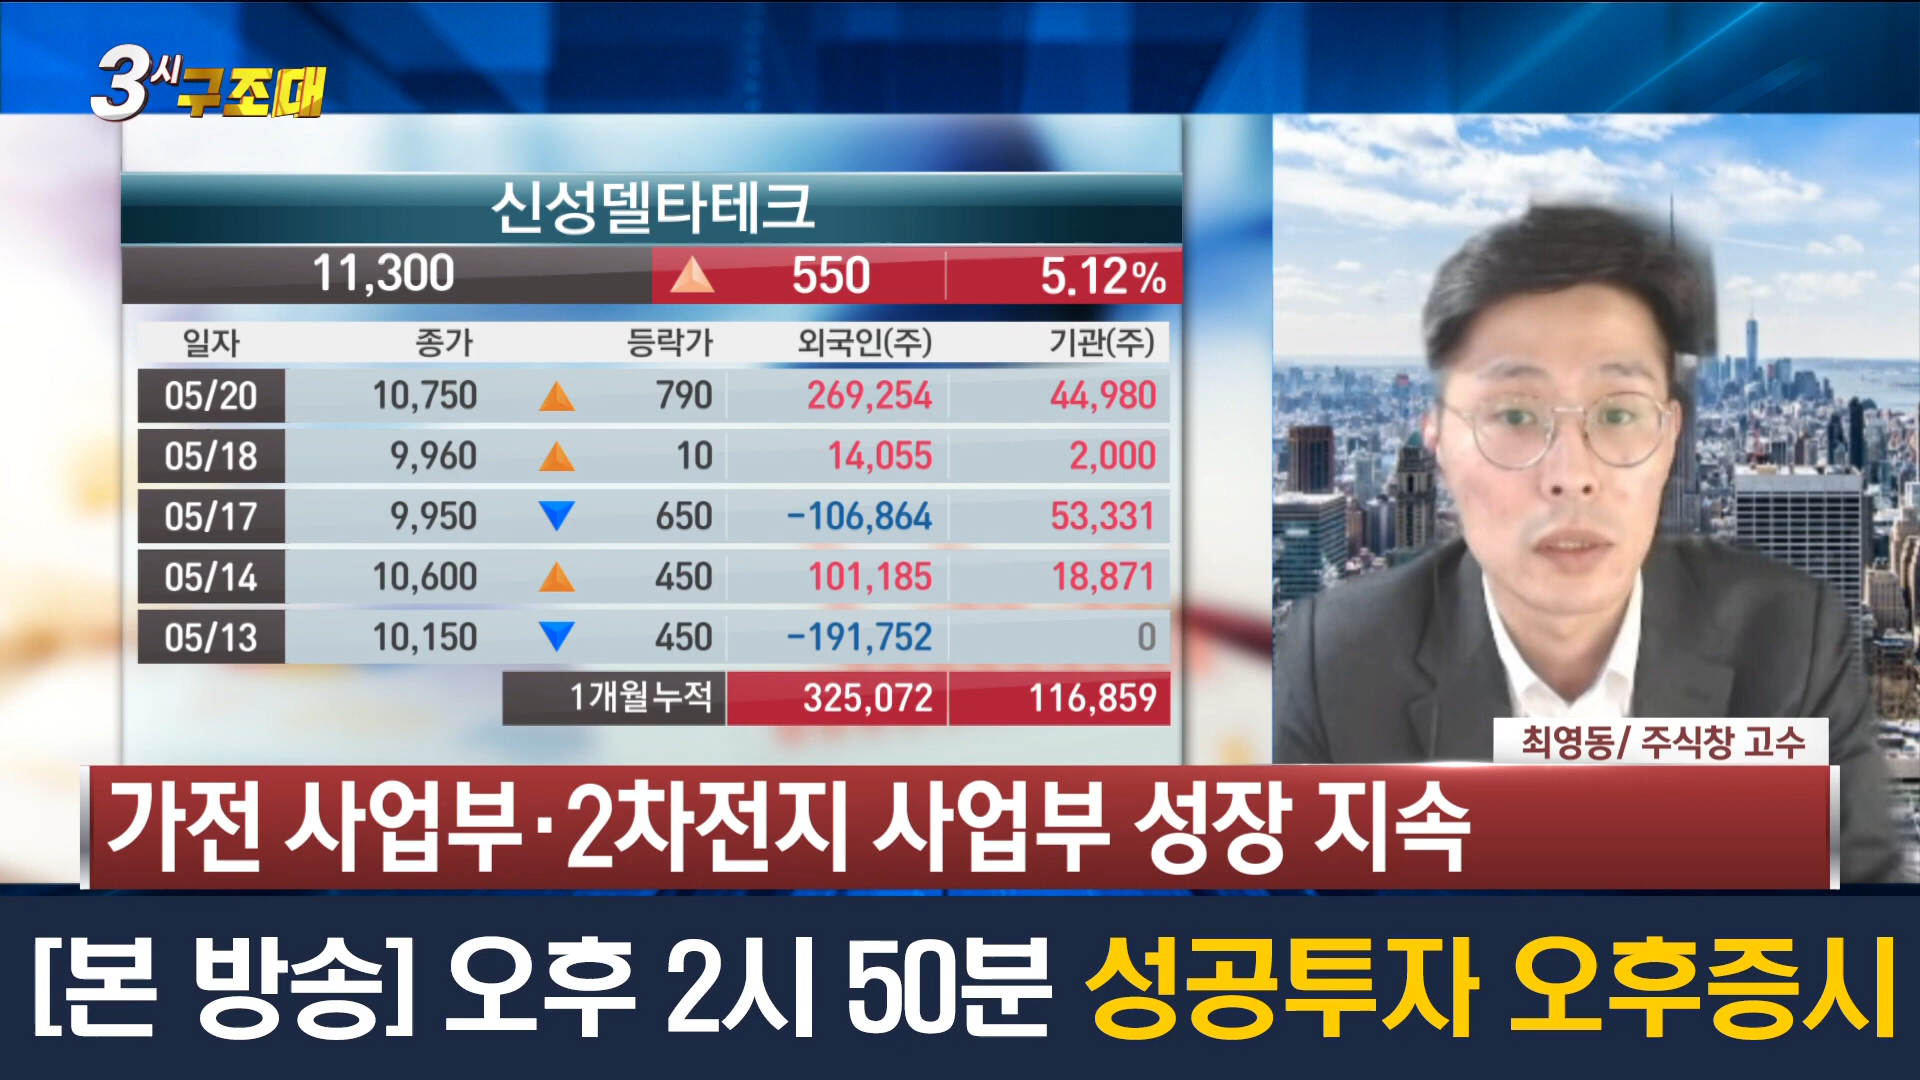 3시 구조대
신성델타테크
11,300 ▲ 550 5.12%
일자 종가 등락가 외국인(주) 기관(주)
05/20 10,750 ▲ 790 269,254 44,980
05/18 9,960 ▲ 10 14,055 2,000
05/17 9,950 ▼ 650 -106,864 53,331
05/14 10,600 ▲ 450 101,185 18,871
05/13 10,150 ▼ 450 -191,752 0
1개월누적 325,072 116,859
최영동/ 주식창 고수
가전 사업부·2차전지 사업부 성장 지속
[본 방송] 오후 2시 50분 성공투자 오후증시